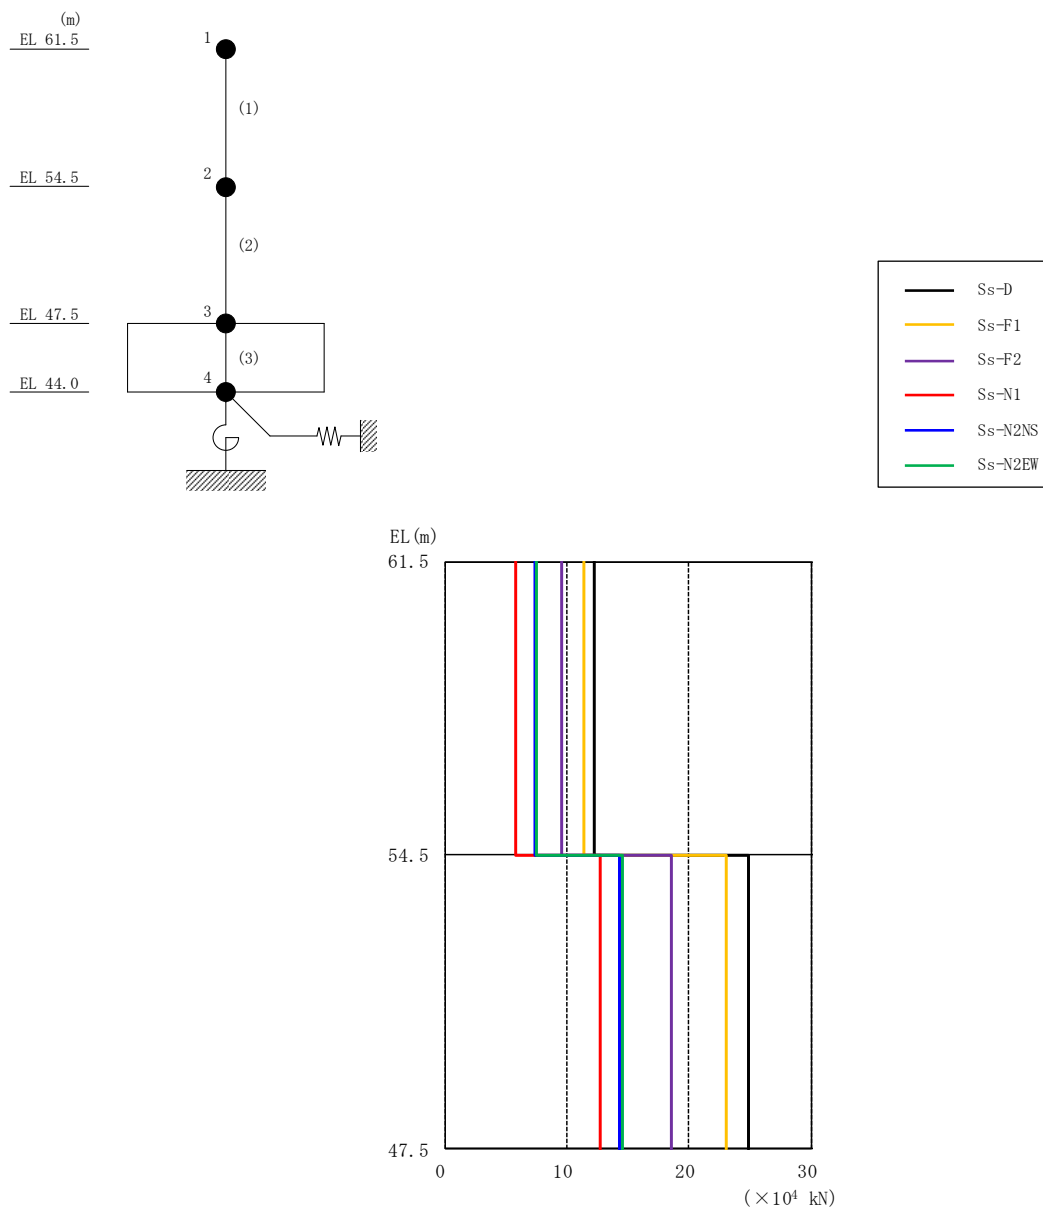 (m)
EL 61.5
1
(1)
EL 54.5
2
(2)
EL 47.5
3
(3)
EL 44.0
4
Ss-D
Ss-F1
Ss-F2
Ss-N1
Ss-N2NS
Ss-N2EW
EL(m)
61.5
54.5
47.5
0 10 20 30
(×10⁴ kN)